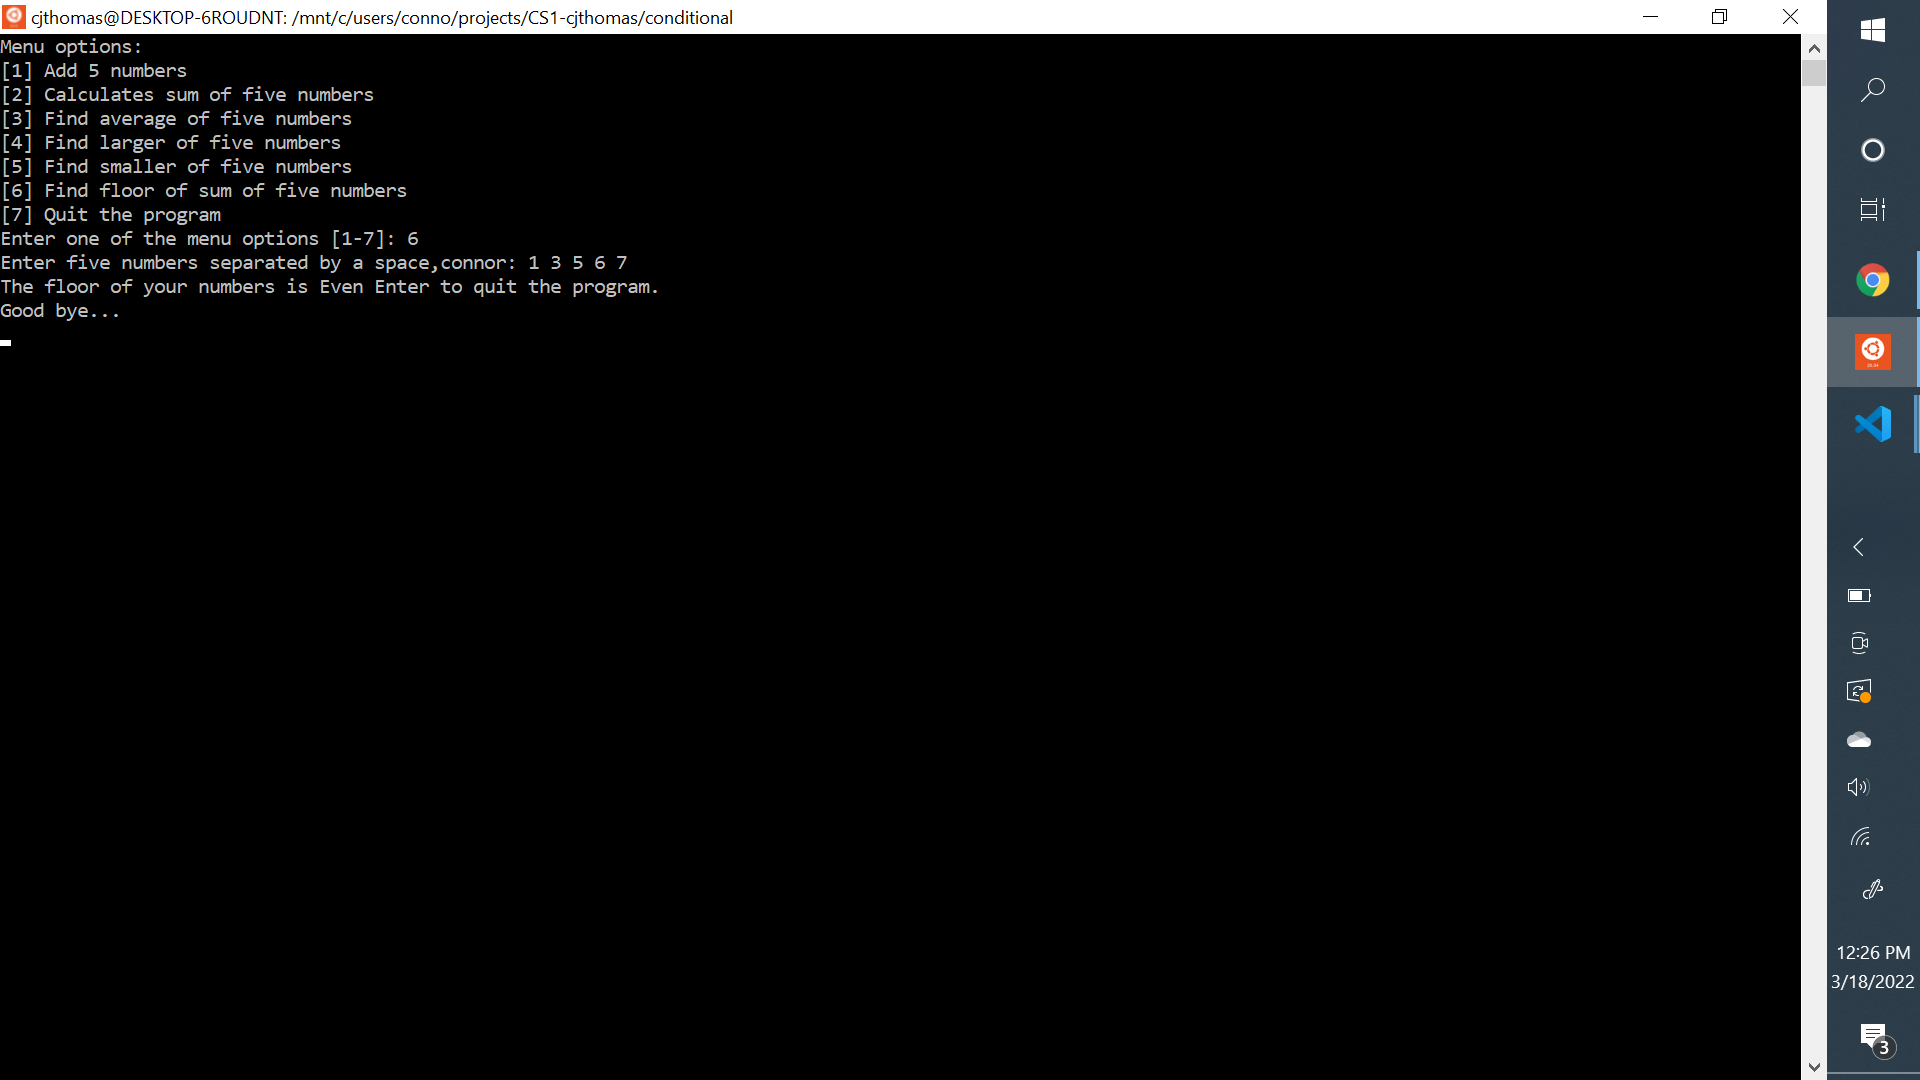 cjthomas@DESKTOP-6ROUDNT: /mnt/c/users/conno/projects/CS1-cjthomas/conditional
Menu options:
[1] Add 5 numbers
[2] Calculates sum of five numbers
[3] Find average of five numbers
[4] Find larger of five numbers
[5] Find smaller of five numbers
[6] Find floor of sum of five numbers
[7] Quit the program
Enter one of the menu options [1-7]: 6
Enter five numbers separated by a space,connor: 1 3 5 6 7
The floor of your numbers is Even Enter to quit the program.
Good bye...
12:26 PM
3/18/2022
3